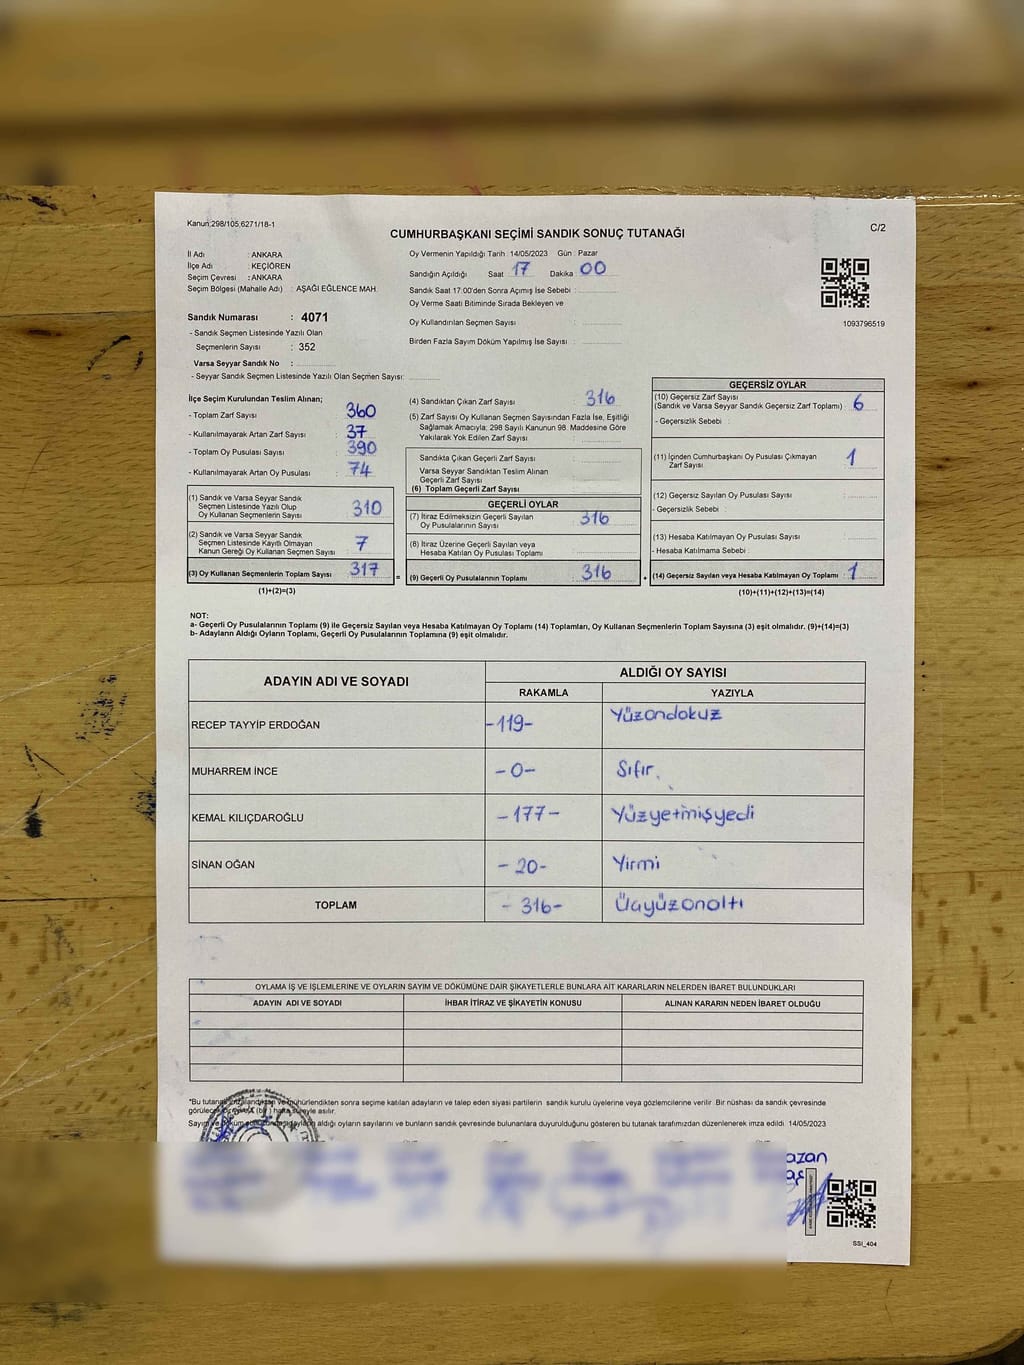 Kanun:298/105,6271/18-1
CUMHURBAŞKANI SEÇİMİ SANDIK SONUÇ TUTANAĞI
C/2
İl Adı : ANKARA
İlçe Adı : KEÇİÖREN
Seçim Çevresi : ANKARA
Seçim Bölgesi (Mahalle Adı) : AŞAĞI EĞLENCE MAH.
Oy Vermenin Yapıldığı Tarih : 14/05/2023 Gün : Pazar
Sandığın Açıldığı Saat 17 Dakika 00
Sandık Saat 17:00'den Sonra Açımış İse Sebebi :
Oy Verme Saati Bitiminde Sırada Bekleyen ve
Oy Kullandırılan Seçmen Sayısı :
Birden Fazla Sayım Döküm Yapılmış İse Sayısı :
1093796519
Sandık Numarası : 4071
- Sandık Seçmen Listesinde Yazılı Olan
Seçmenlerin Sayısı : 352
Varsa Seyyar Sandık No :
- Seyyar Sandık Seçmen Listesinde Yazılı Olan Seçmen Sayısı:
İlçe Seçim Kurulundan Teslim Alınan;
- Toplam Zarf Sayısı : 360
- Kullanılmayarak Artan Zarf Sayısı : 37
- Toplam Oy Pusulası Sayısı : 390
- Kullanılmayarak Artan Oy Pusulası : 74
(1) Sandık ve Varsa Seyyar Sandık
Seçmen Listesinde Yazılı Olup
Oy Kullanan Seçmenlerin Sayısı : 310
(2) Sandık ve Varsa Seyyar Sandık
Seçmen Listesinde Kayıtlı Olmayan
Kanun Gereği Oy Kullanan Seçmen Sayısı : 7
(3) Oy Kullanan Seçmenlerin Toplam Sayısı : 317
(1)+(2)=(3)
(4) Sandıktan Çıkan Zarf Sayısı : 316
(5) Zarf Sayısı Oy Kullanan Seçmen Sayısından Fazla İse, Eşitliği
Sağlamak Amacıyla; 298 Sayılı Kanunun 98. Maddesine Göre
Yakılarak Yok Edilen Zarf Sayısı :
Sandıkta Çıkan Geçerli Zarf Sayısı :
Varsa Seyyar Sandıktan Teslim Alınan
Geçerli Zarf Sayısı :
(6) Toplam Geçerli Zarf Sayısı :
GEÇERLİ OYLAR
(7) İtiraz Edilmeksizin Geçerli Sayılan
Oy Pusulalarının Sayısı : 316
(8) İtiraz Üzerine Geçerli Sayılan veya
Hesaba Katılan Oy Pusulası Toplamı :
= (9) Geçerli Oy Pusulalarının Toplamı : 316
GEÇERSİZ OYLAR
(10) Geçersiz Zarf Sayısı
(Sandık ve Varsa Seyyar Sandık Geçersiz Zarf Toplamı) : 6
- Geçersizlik Sebebi :
(11) İçinden Cumhurbaşkanı Oy Pusulası Çıkmayan
Zarf Sayısı : 1
(12) Geçersiz Sayılan Oy Pusulası Sayısı :
- Geçersizlik Sebebi :
(13) Hesaba Katılmayan Oy Pusulası Sayısı :
- Hesaba Katılmama Sebebi :
+ (14) Geçersiz Sayılan veya Hesaba Katılmayan Oy Toplamı : 1
(10)+(11)+(12)+(13)=(14)
NOT:
a- Geçerli Oy Pusulalarının Toplamı (9) ile Geçersiz Sayılan veya Hesaba Katılmayan Oy Toplamı (14) Toplamları, Oy Kullanan Seçmenlerin Toplam Sayısına (3) eşit olmalıdır. (9)+(14)=(3)
b- Adayların Aldığı Oyların Toplamı, Geçerli Oy Pusulalarının Toplamına (9) eşit olmalıdır.
ADAYIN ADI VE SOYADI
ALDIĞI OY SAYISI
RAKAMLA YAZIYLA
RECEP TAYYİP ERDOĞAN -119- Yüzondokuz
MUHARREM İNCE -0- Sıfır
KEMAL KILIÇDAROĞLU -177- Yüzyetmişyedi
SİNAN OĞAN -20- Yirmi
TOPLAM -316- Üçyüzonaltı
OYLAMA İŞ VE İŞLEMLERİNE VE OYLARIN SAYIM VE DÖKÜMÜNE DAİR ŞİKAYETLERLE BUNLARA AİT KARARLARIN NELERDEN İBARET BULUNDUKLARI
ADAYIN ADI VE SOYADI İHBAR İTİRAZ VE ŞİKAYETİN KONUSU ALINAN KARARIN NEDEN İBARET OLDUĞU
*Bu tutanak mühürlendikten sonra seçime katılan adayların ve talep eden siyasi partilerin sandık kurulu üyelerine veya gözlemcilerine verilir. Bir nüshası da sandık çevresinde
(bir) hafta süreyle asılır.
aldığı oyların sayılarını ve bunların sandık çevresinde bulunanlara duyurulduğunu gösteren bu tutanak tarafımızdan düzenlenerek imza edildi. 14/05/2023
azan
SSI_404